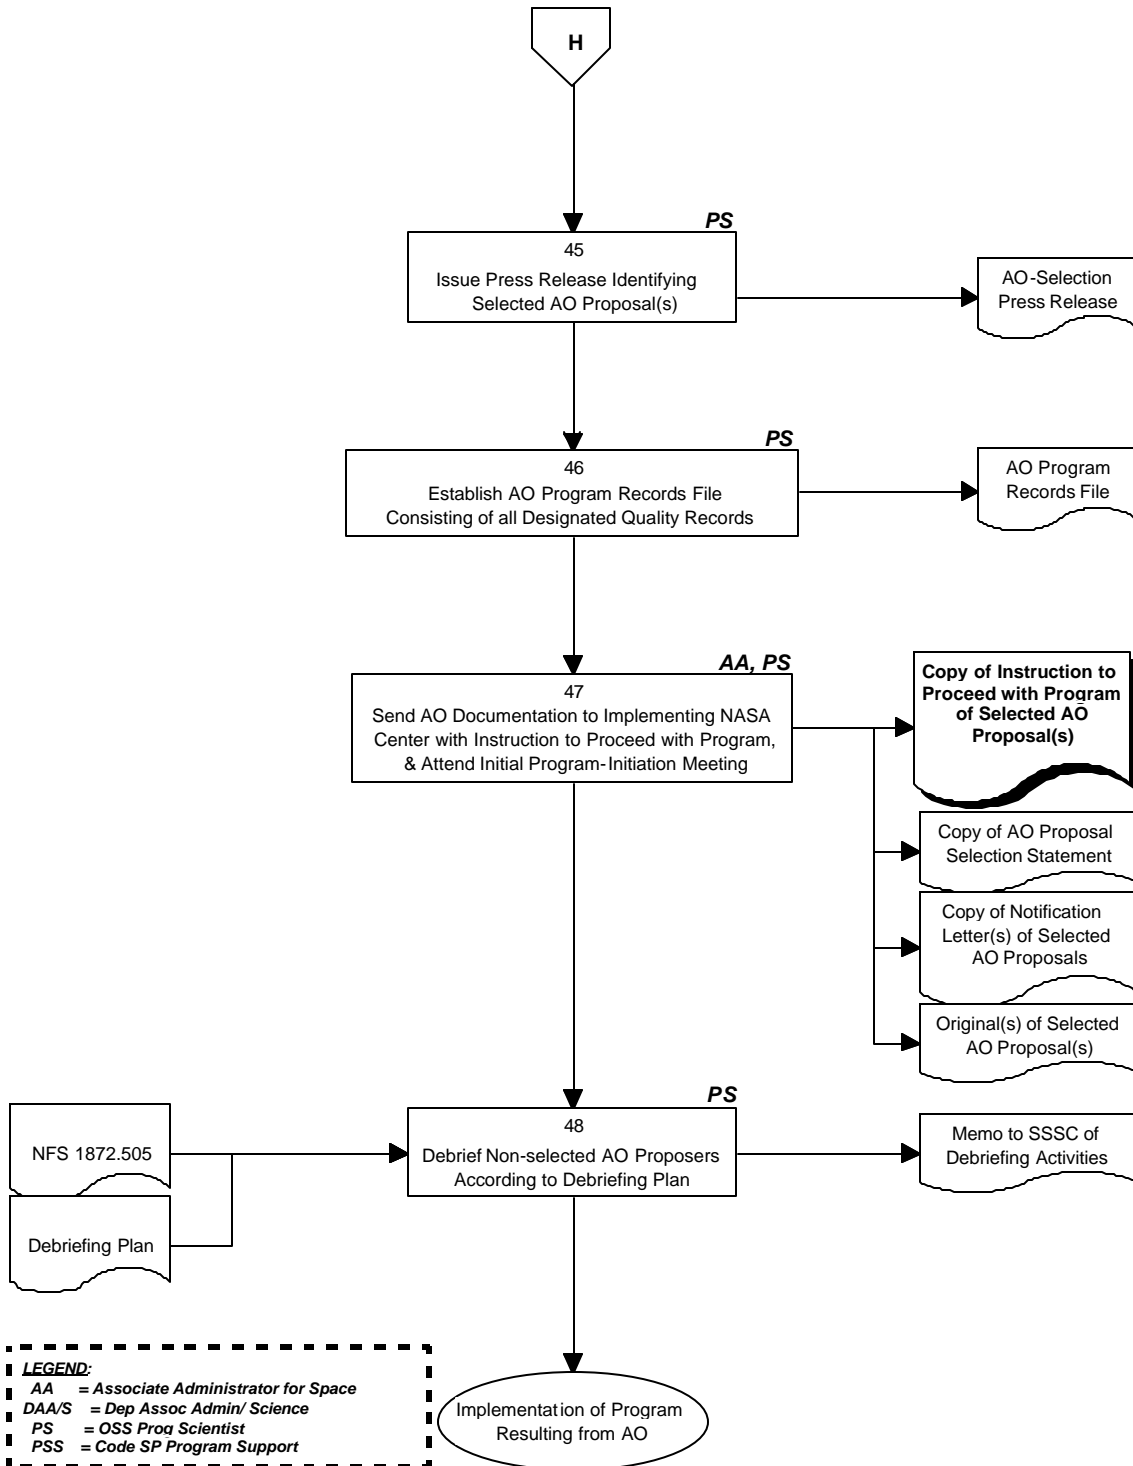 H
PS
45
Issue Press Release Identifying
Selected AO Proposal(s)
AO-Selection
Press Release
PS
46
Establish AO Program Records File
Consisting of all Designated Quality Records
AO Program
Records File
AA, PS
47
Send AO Documentation to Implementing NASA
Center with Instruction to Proceed with Program,
& Attend Initial Program-Initiation Meeting
Copy of Instruction to
Proceed with Program
of Selected AO
Proposal(s)
Copy of AO Proposal
Selection Statement
Copy of Notification
Letter(s) of Selected
AO Proposals
Original(s) of Selected
AO Proposal(s)
NFS 1872.505
Debriefing Plan
PS
48
Debrief Non-selected AO Proposers
According to Debriefing Plan
Memo to SSSC of
Debriefing Activities
LEGEND:
AA = Associate Administrator for Space
DAA/S = Dep Assoc Admin/ Science
PS = OSS Prog Scientist
PSS = Code SP Program Support
Implementation of Program
Resulting from AO